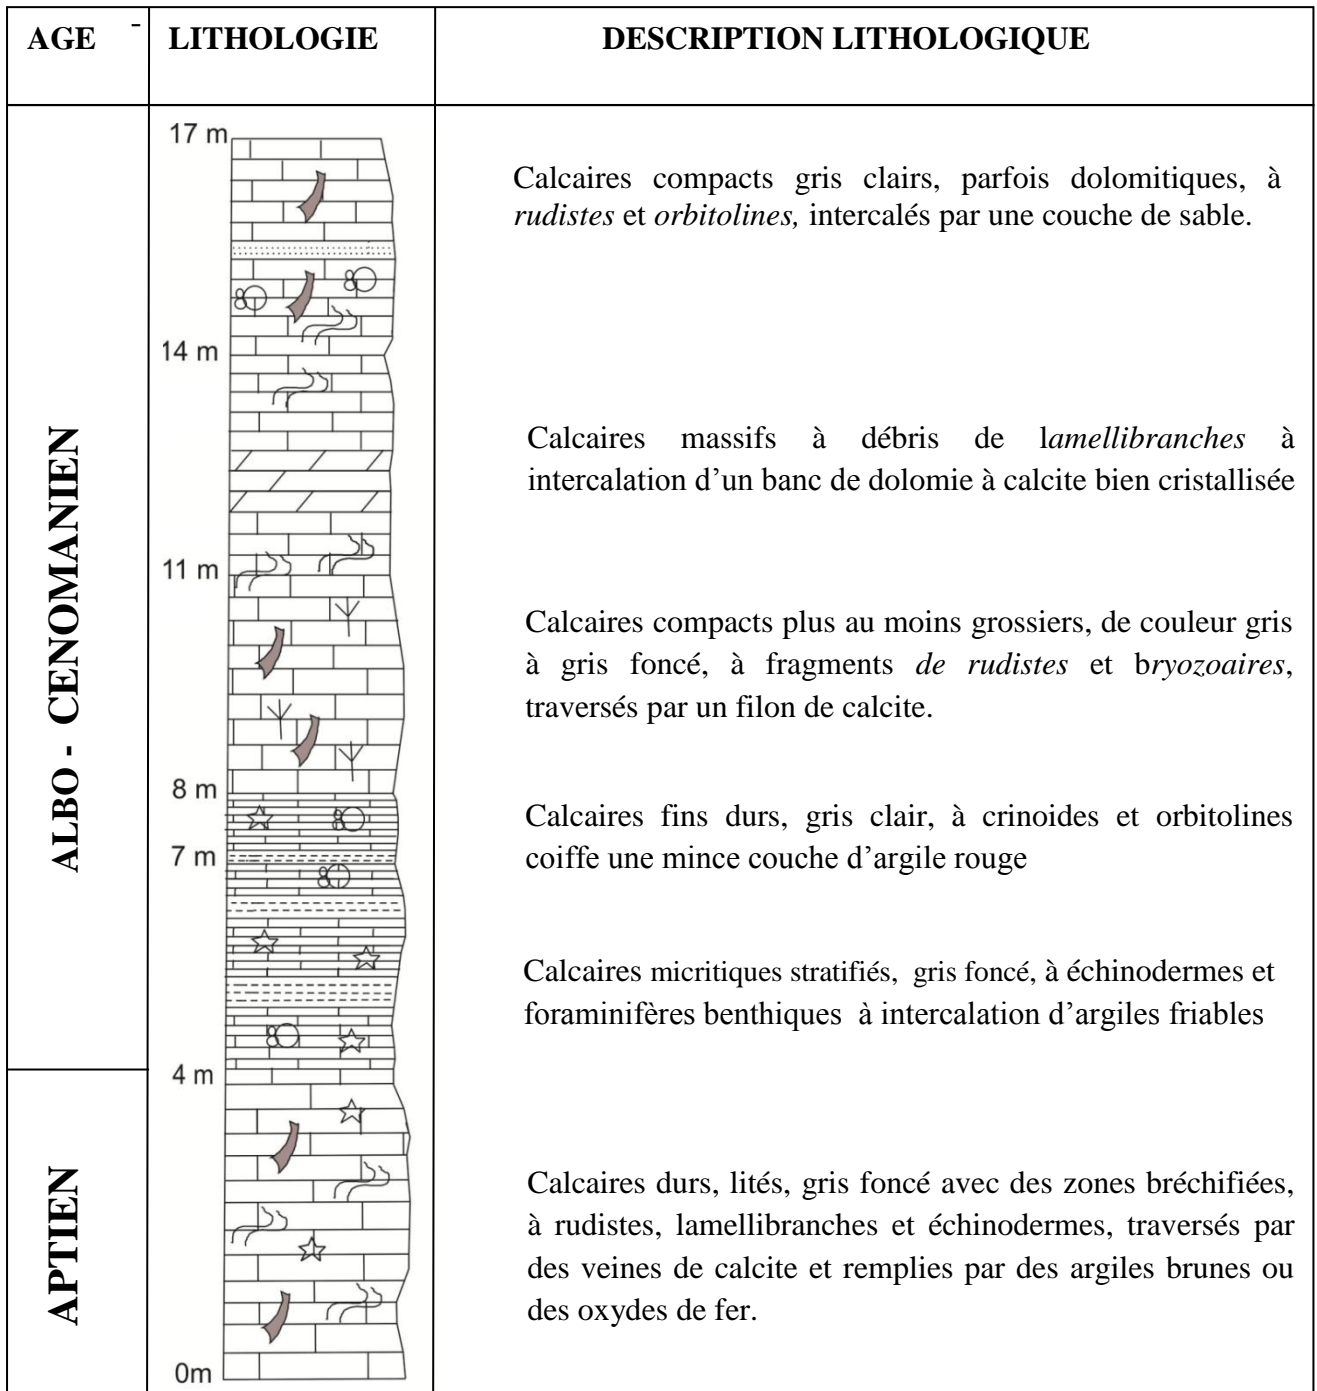 AGE - LITHOLOGIE DESCRIPTION LITHOLOGIQUE
17 m
Calcaires compacts gris clairs, parfois dolomitiques, à
rudistes et orbitolines, intercalés par une couche de sable.
14 m
ALBO - CENOMANIEN
Calcaires massifs à débris de lamellibranches à
intercalation d’un banc de dolomie à calcite bien cristallisée
11 m
Calcaires compacts plus au moins grossiers, de couleur gris
à gris foncé, à fragments de rudistes et bryozoaires,
traversés par un filon de calcite.
8 m
Calcaires fins durs, gris clair, à crinoides et orbitolines
7 m
coiffe une mince couche d’argile rouge
Calcaires micritiques stratifiés, gris foncé, à échinodermes et
foraminifères benthiques à intercalation d’argiles friables
4 m
APTIEN
Calcaires durs, lités, gris foncé avec des zones bréchifiées,
à rudistes, lamellibranches et échinodermes, traversés par
des veines de calcite et remplies par des argiles brunes ou
des oxydes de fer.
0m